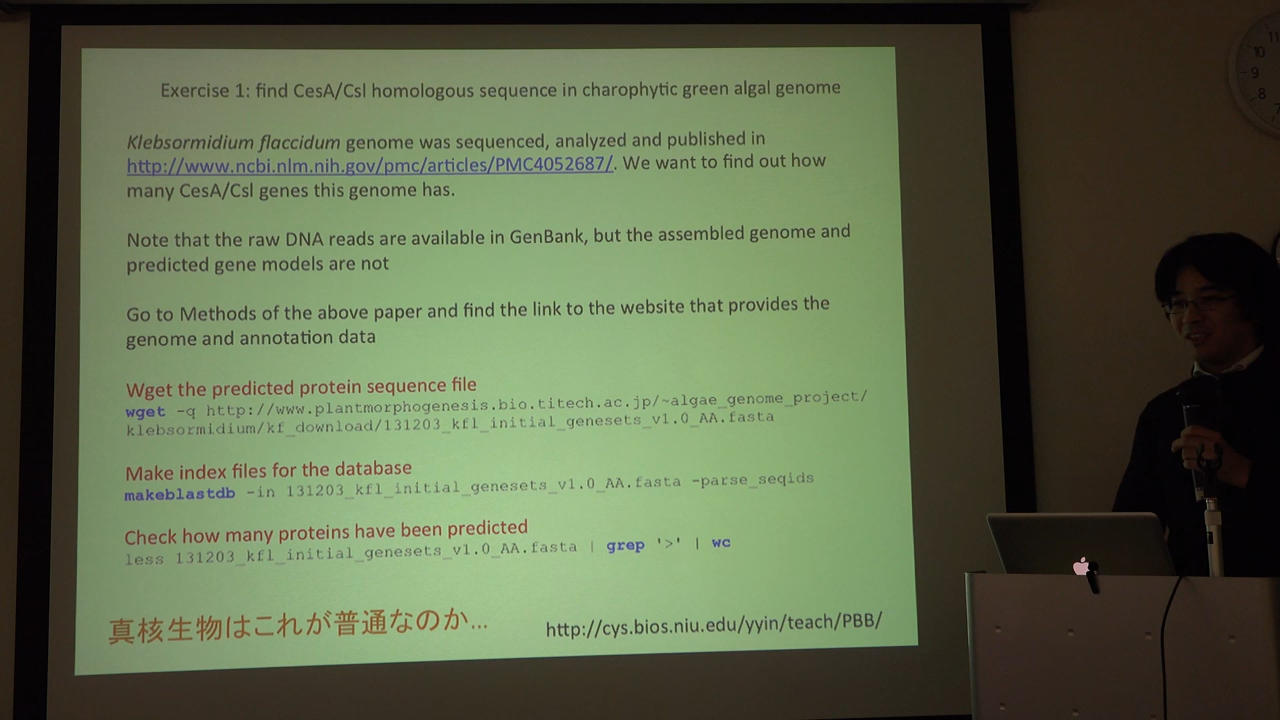 Exercise 1: find CesA/Csl homologous sequence in charophytic green algal genome
Klebsormidium flaccidum genome was sequenced, analyzed and published in
http://www.ncbi.nlm.nih.gov/pmc/articles/PMC4052687/. We want to find out how
many CesA/Csl genes this genome has.
Note that the raw DNA reads are available in GenBank, but the assembled genome and
predicted gene models are not
Go to Methods of the above paper and find the link to the website that provides the
genome and annotation data
Wget the predicted protein sequence file
wget -q http://www.plantmorphogenesis.bio.titech.ac.jp/~algae_genome_project/
klebsormidium/kf_download/131203_kfl_initial_genesets_v1.0_AA.fasta
Make index files for the database
makeblastdb -in 131203_kfl_initial_genesets_v1.0_AA.fasta -parse_seqids
Check how many proteins have been predicted
less 131203_kfl_initial_genesets_v1.0_AA.fasta | grep '>' | wc
真核生物はこれが普通なのか...
http://cys.bios.niu.edu/yyin/teach/PBB/
11
10
9
8